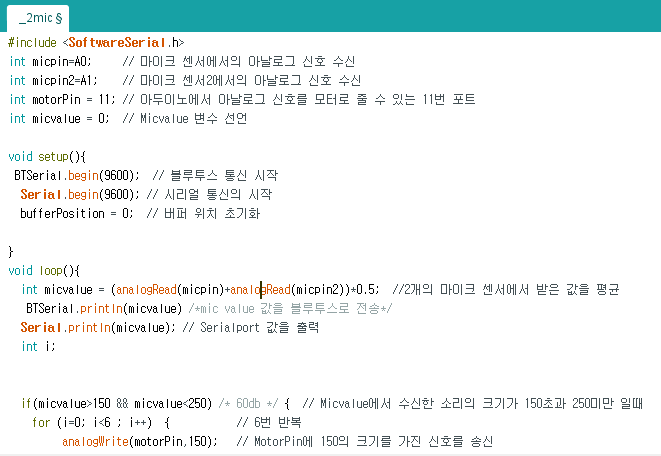 _2mic §
#include <SoftwareSerial.h>
int micpin=A0;    // 마이크 센서에서의 아날로그 신호 수신
int micpin2=A1;    // 마이크 센서2에서의 아날로그 신호 수신
int motorPin = 11; // 아두이노에서 아날로그 신호를 모터로 줄 수 있는 11번 포트
int micvalue = 0;  // Micvalue 변수 선언
void setup(){
BTSerial.begin(9600);  // 블루투스 통신 시작
Serial.begin(9600); // 시리얼 통신의 시작
bufferPosition = 0;  // 버퍼 위치 초기화
}
void loop(){
int micvalue = (analogRead(micpin)+analogRead(micpin2))*0.5;  //2개의 마이크 센서에서 받은 값을 평균
BTSerial.println(micvalue) /*mic value 값을 블루투스로 전송*/
Serial.println(micvalue); // Serialport 값을 출력
int i;
if(micvalue>150 && micvalue<250) /* 60db */ {  // Micvalue에서 수신한 소리의 크기가 150초과 250미만 일때
for (i=0; i<6 ; i++)  {           // 6번 반복
analogWrite(motorPin,150);   // MotorPin에 150의 크기를 가진 신호를 송신